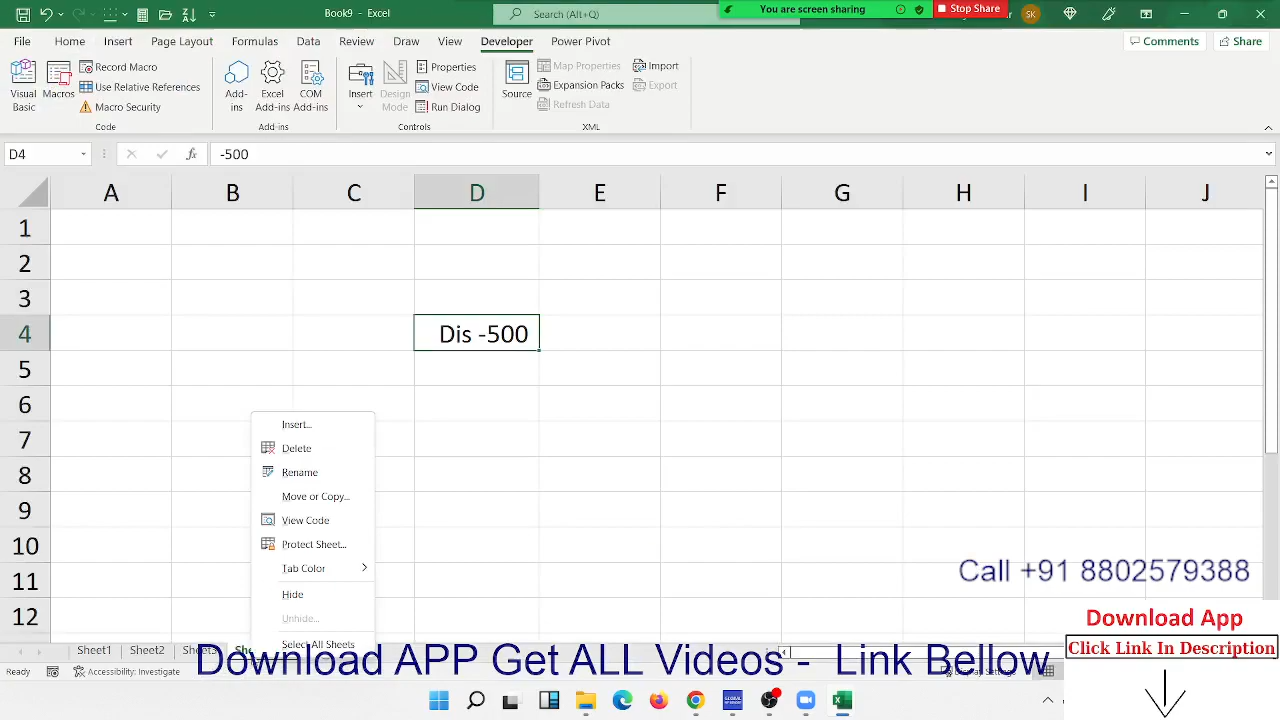 Book9 - Excel
Search (Alt+Q)
You are screen sharing
Stop Share
SK
File Home Insert Page Layout Formulas Data Review Draw View Developer Power Pivot
Comments
Share
Visual Basic
Macros
Record Macro
Use Relative References
Macro Security
Code
Add-ins
Excel Add-ins
COM Add-ins
Add-ins
Insert
Design Mode
Properties
View Code
Run Dialog
Controls
Source
Map Properties
Expansion Packs
Refresh Data
Import
Export
XML
D4
fx
-500
A B C D E F G H I J
1
2
3
4
Dis -500
5
6
7
8
9
10
11
12
Insert...
Delete
Rename
Move or Copy...
View Code
Protect Sheet...
Tab Color
Hide
Unhide...
Select All Sheets
Call +91 8802579388
Download App
Click Link In Description
Sheet1 Sheet2
Download APP Get ALL Videos - Link Bellow
Ready
Accessibility: Investigate